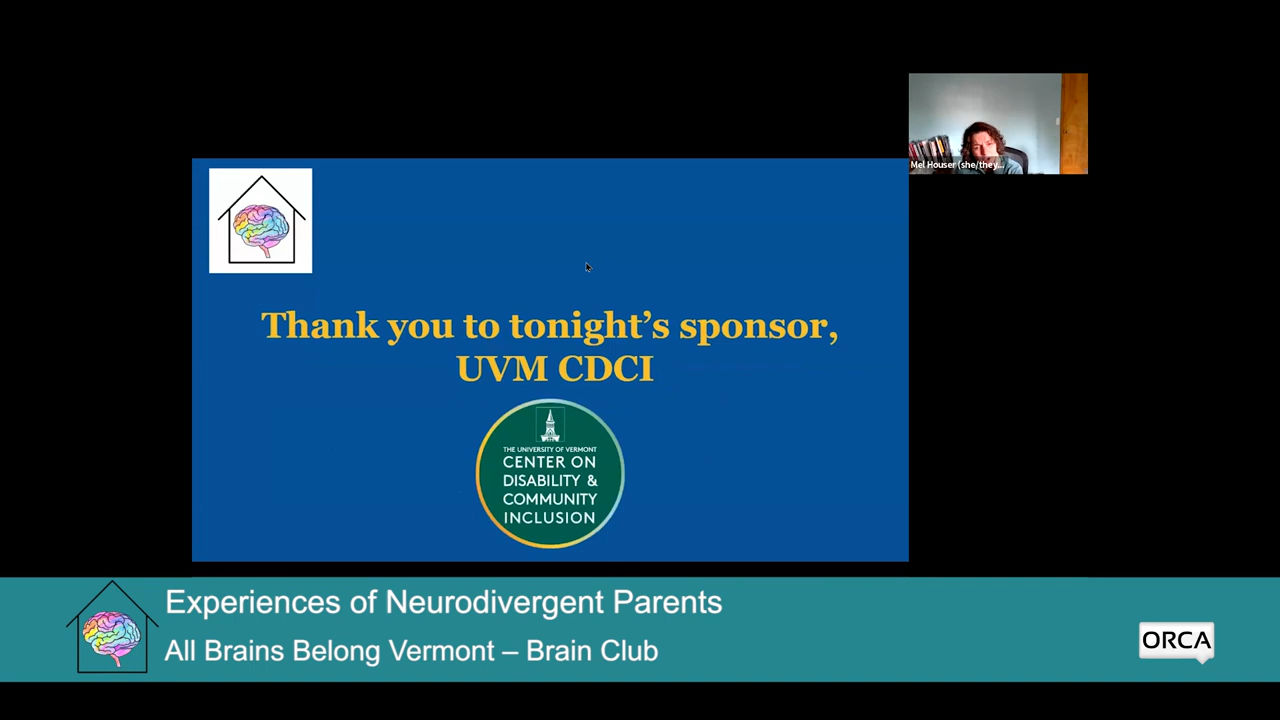 Mel Houser (she/they...
Thank you to tonight’s sponsor,
UVM CDCI
THE UNIVERSITY OF VERMONT
CENTER ON
DISABILITY &
COMMUNITY
INCLUSION
Experiences of Neurodivergent Parents
All Brains Belong Vermont – Brain Club
ORCA